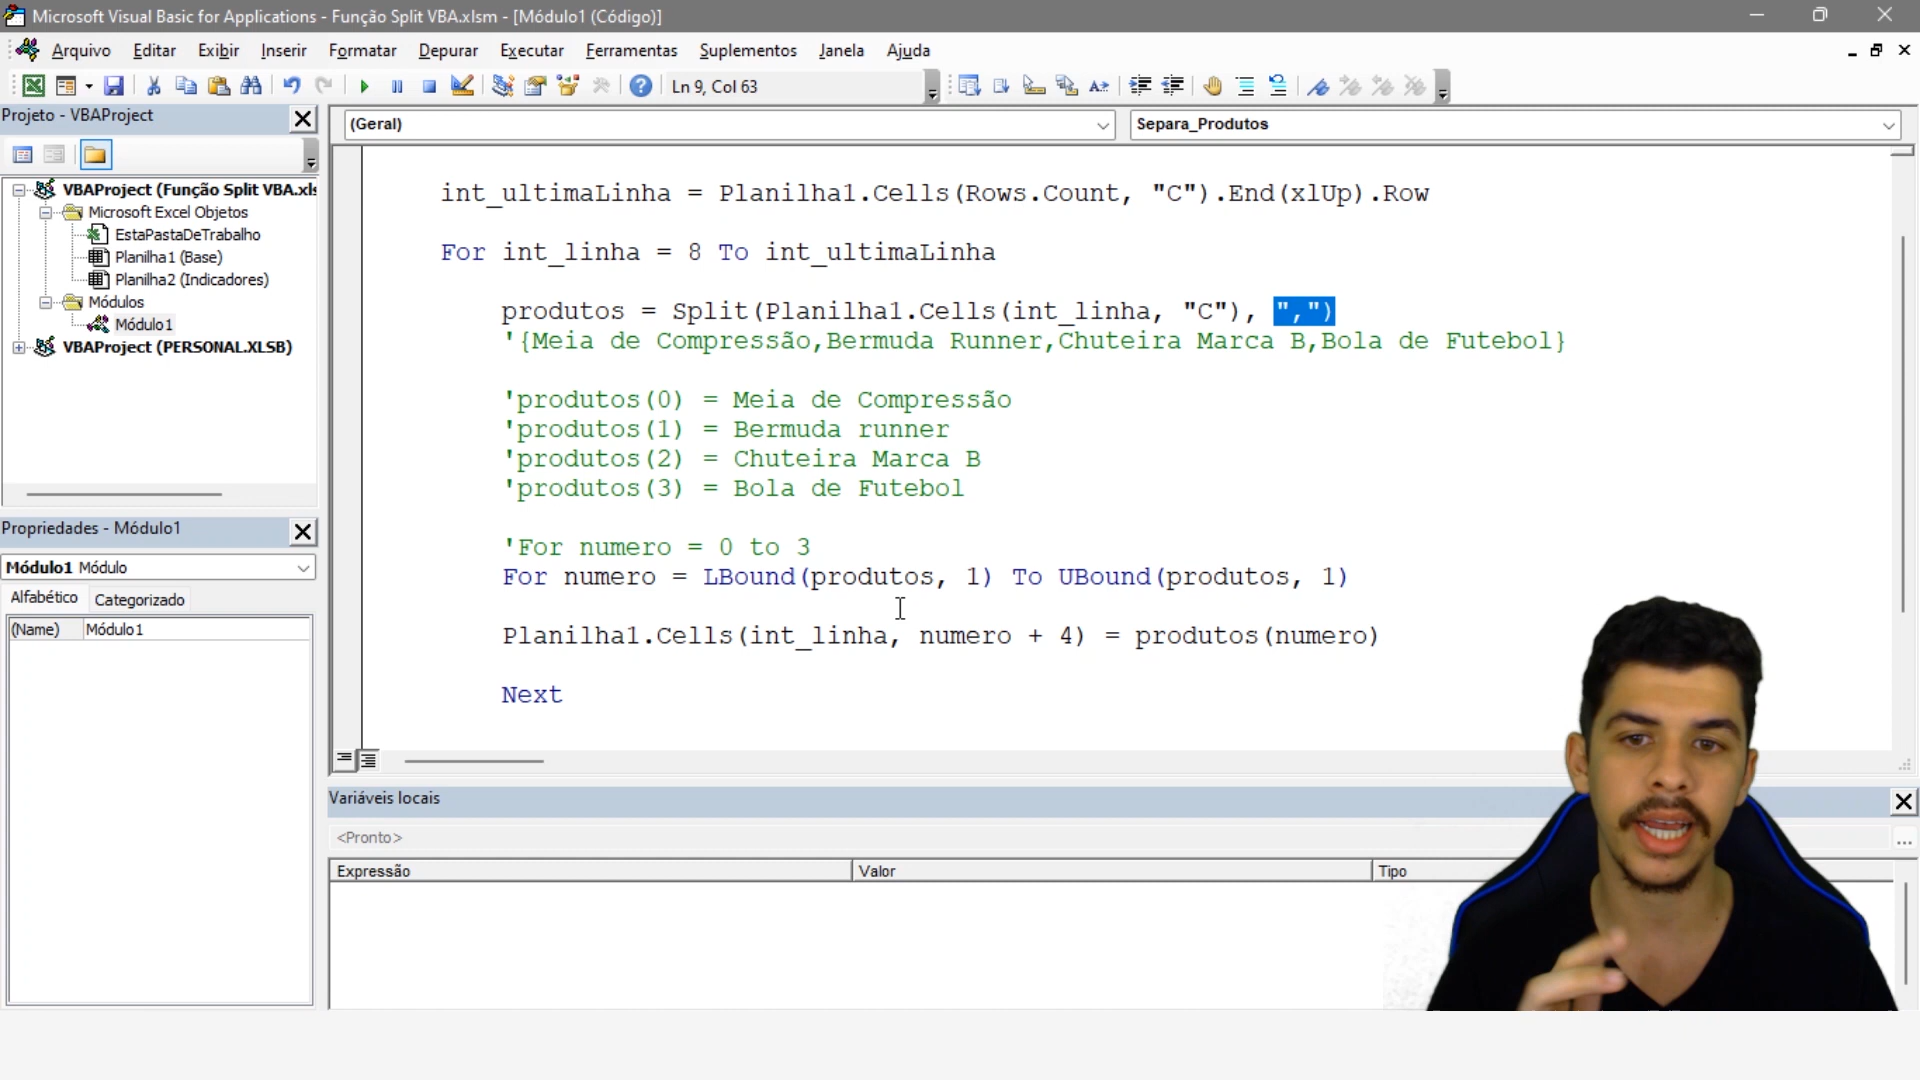 Microsoft Visual Basic for Applications - Função Split VBA.xlsm - [Módulo1 (Código)]
Arquivo Editar Exibir Inserir Formatar Depurar Executar Ferramentas Suplementos Janela Ajuda
Ln 9, Col 63
Projeto - VBAProject
(Geral)
Separa_Produtos
VBAProject (Função Split VBA.xls
Microsoft Excel Objetos
EstaPastaDeTrabalho
Planilha1 (Base)
Planilha2 (Indicadores)
Módulos
Módulo1
VBAProject (PERSONAL.XLSB)
Propriedades - Módulo1
Módulo1 Módulo
Alfabético Categorizado
(Name) Módulo1
int_ultimaLinha = Planilha1.Cells(Rows.Count, "C").End(xlUp).Row
For int_linha = 8 To int_ultimaLinha
produtos = Split(Planilha1.Cells(int_linha, "C"), ",")
'{Meia de Compressão,Bermuda Runner,Chuteira Marca B,Bola de Futebol}
'produtos(0) = Meia de Compressão
'produtos(1) = Bermuda runner
'produtos(2) = Chuteira Marca B
'produtos(3) = Bola de Futebol
'For numero = 0 to 3
For numero = LBound(produtos, 1) To UBound(produtos, 1)
Planilha1.Cells(int_linha, numero + 4) = produtos(numero)
Next
Variáveis locais
<Pronto>
Expressão Valor Tipo